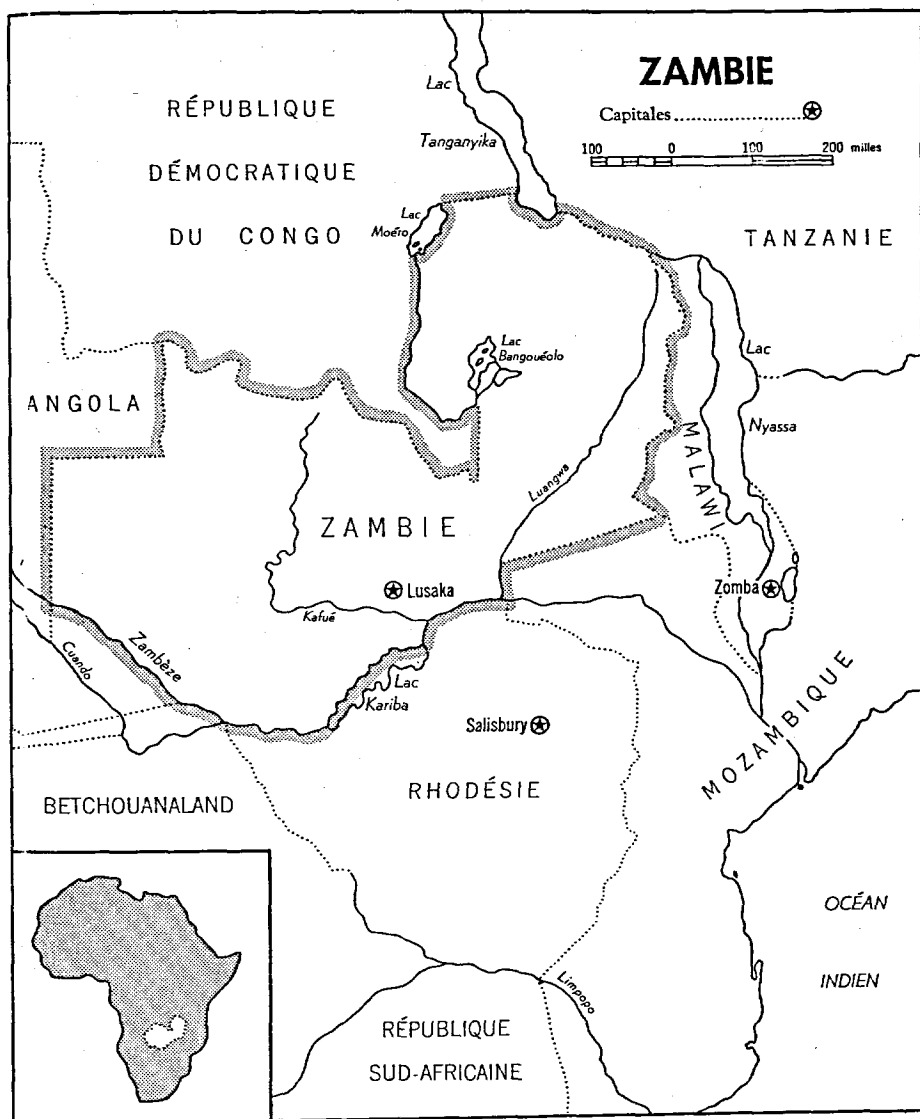 ZAMBIE
Capitales
100 0 100 200 milles
RÉPUBLIQUE
DÉMOCRATIQUE
DU CONGO
Lac
Tanganyika
Lac
Moéro
TANZANIE
Lac
Bangouéolo
ANGOLA
Lac
Nyassa
MALAWI
Luangwa
ZAMBIE
Lusaka
Zomba
Kafue
Zambèze
Cuando
Lac
Kariba
Salisbury
MOZAMBIQUE
RHODÉSIE
BETCHOUANALAND
OCÉAN
INDIEN
Limpopo
RÉPUBLIQUE
SUD-AFRICAINE